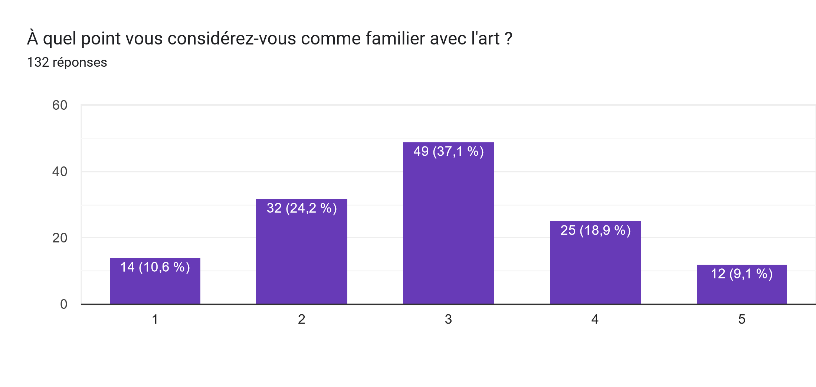 À quel point vous considérez-vous comme familier avec l'art ?
132 réponses
60
40
20
0
14 (10,6 %)
32 (24,2 %)
49 (37,1 %)
25 (18,9 %)
12 (9,1 %)
1 2 3 4 5